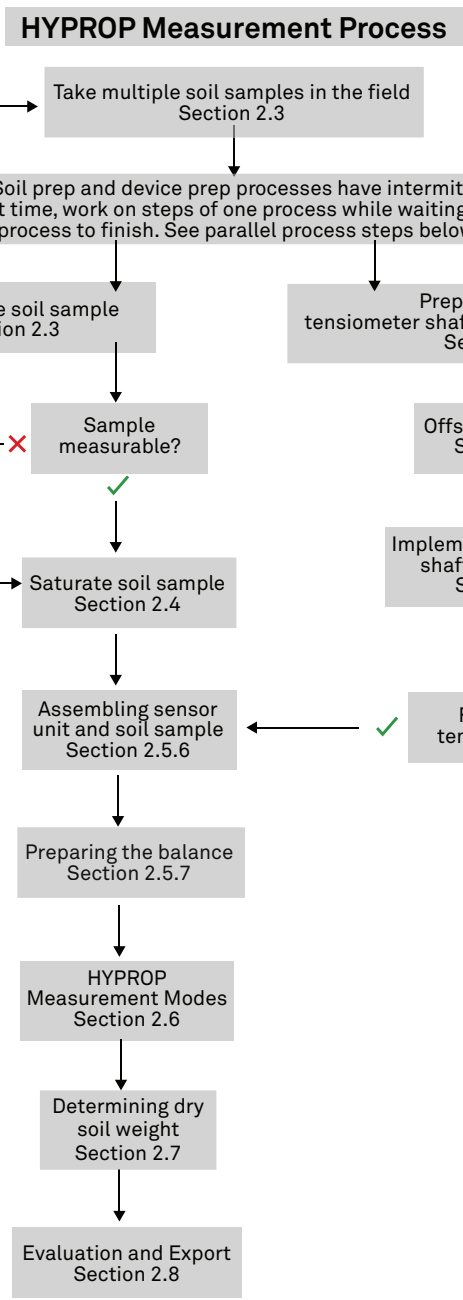 HYPROP Measurement Process
Take multiple soil samples in the field
Section 2.3
Soil prep and device prep processes have intermit
t time, work on steps of one process while waiting
process to finish. See parallel process steps below
e soil sample
ion 2.3
Prep
tensiometer shaf
Se
Sample
measurable?
Offs
S
Saturate soil sample
Section 2.4
Implem
shaf
S
Assembling sensor
unit and soil sample
Section 2.5.6
ten
Preparing the balance
Section 2.5.7
HYPROP
Measurement Modes
Section 2.6
Determining dry
soil weight
Section 2.7
Evaluation and Export
Section 2.8